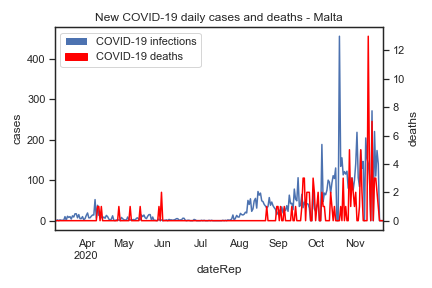 New COVID-19 daily cases and deaths - Malta
COVID-19 infections
COVID-19 deaths
cases
400
300
200
100
0
deaths
12
10
8
6
4
2
0
Apr May Jun Jul Aug Sep Oct Nov
2020
dateRep